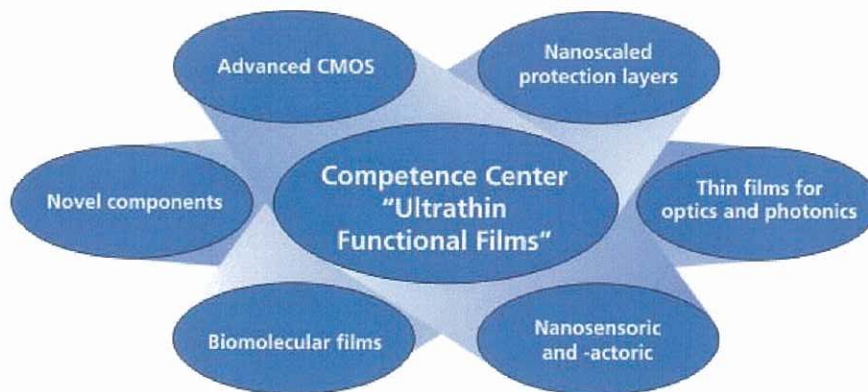 Advanced CMOS
Nanoscaled
protection layers
Novel components
Competence Center
“Ultrathin
Functional Films”
Thin films for
optics and photonics
Biomolecular films
Nanosensoric
and -actoric